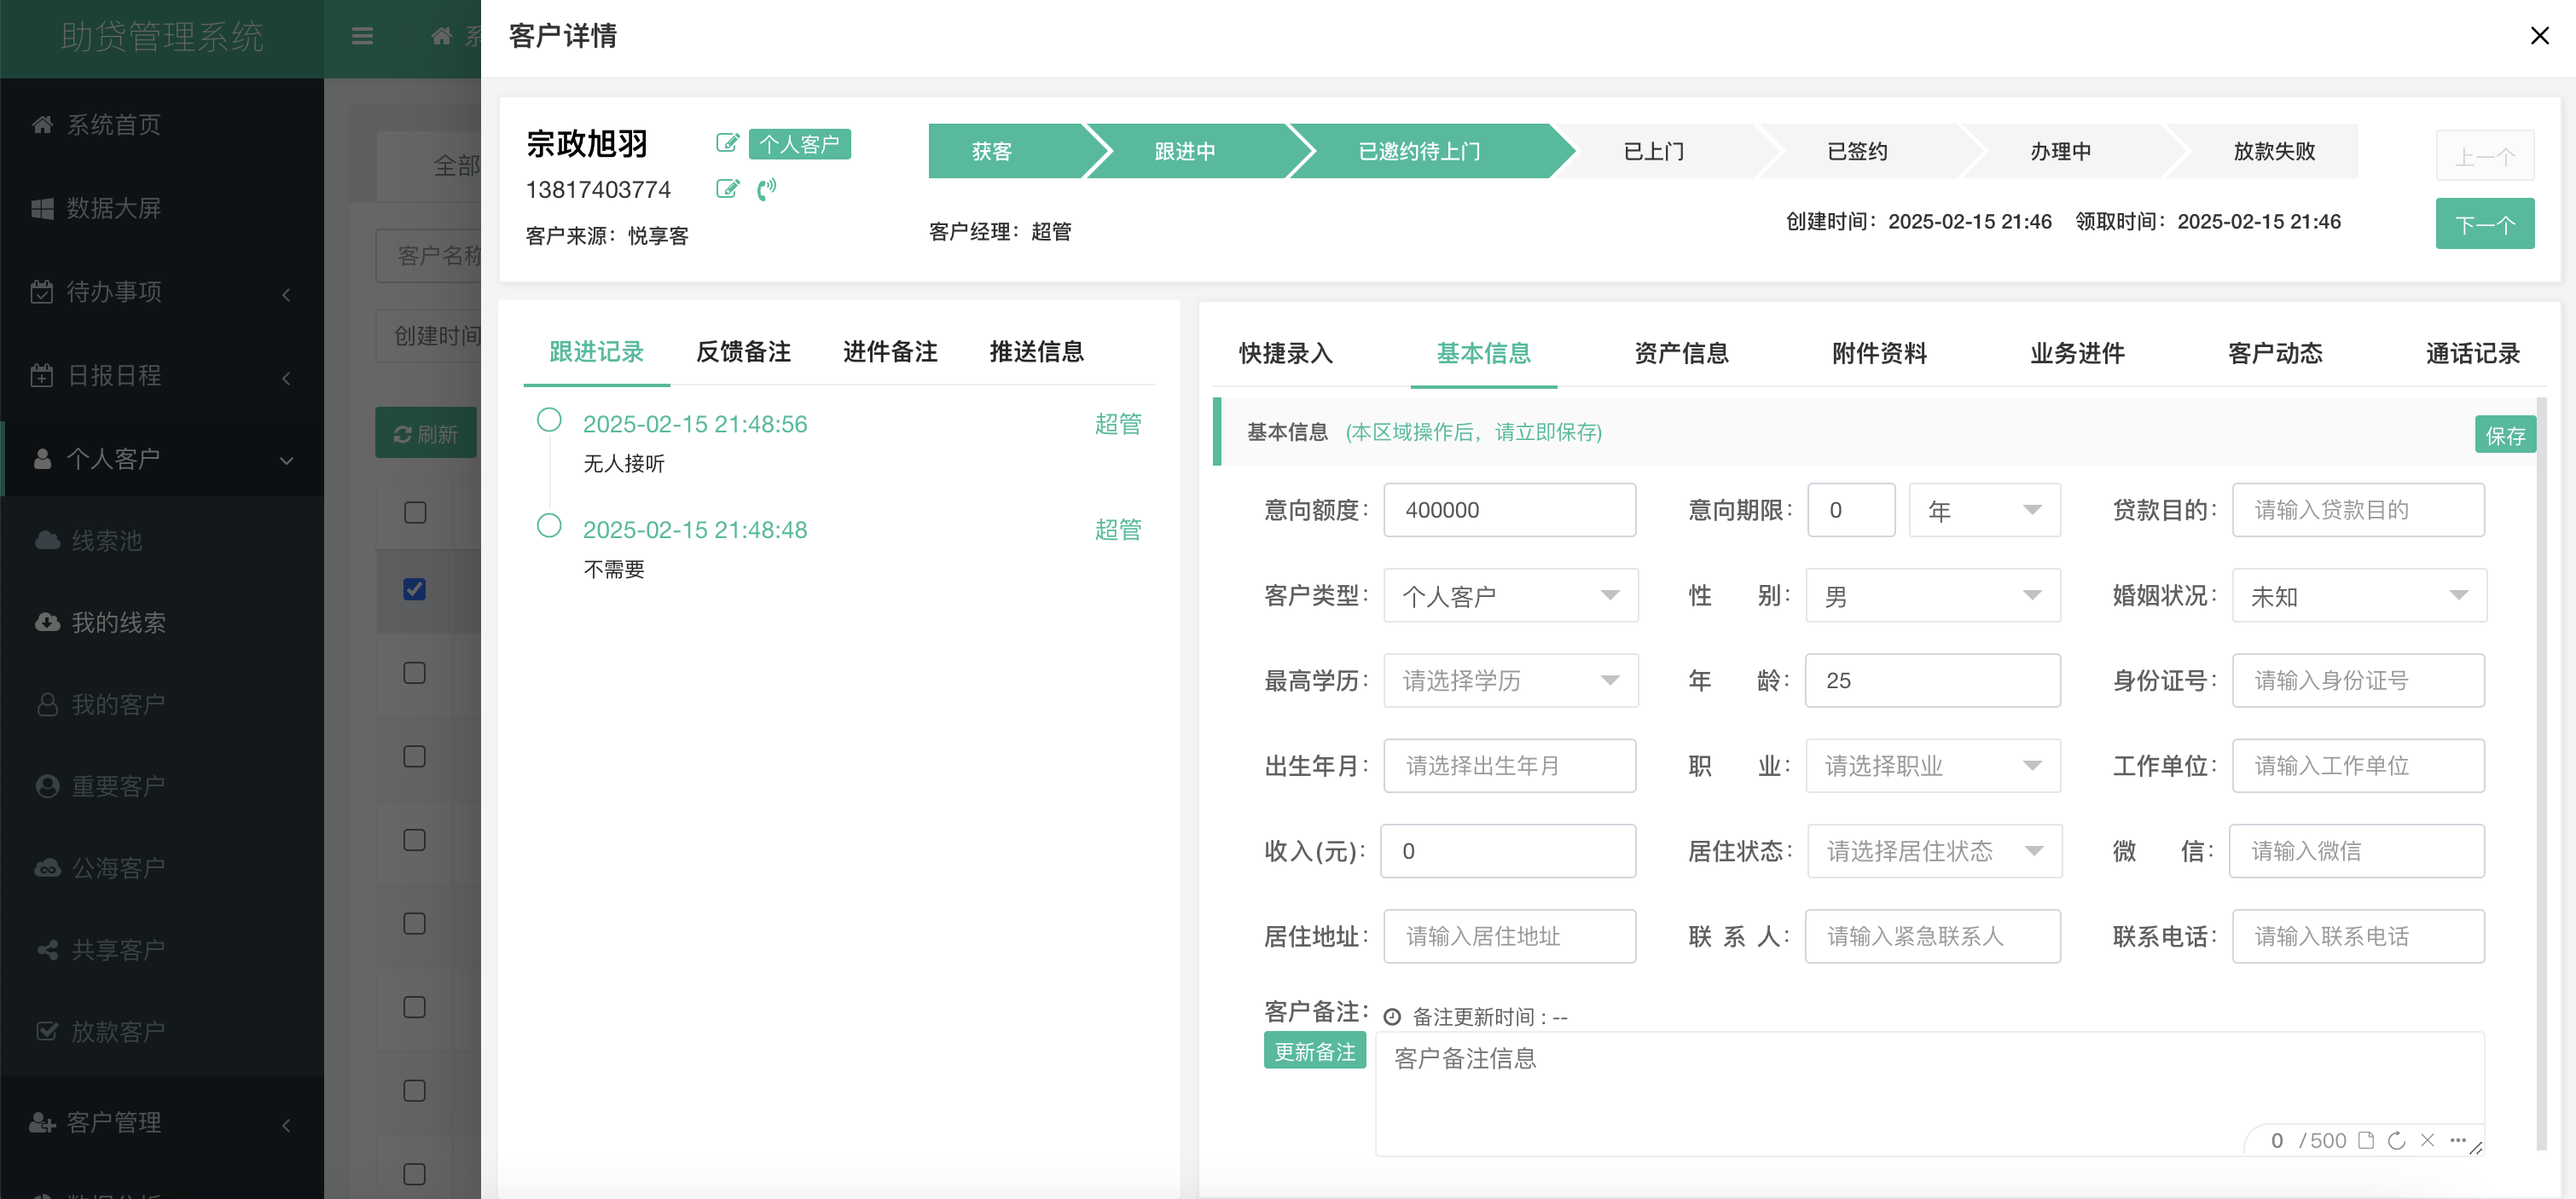 助贷管理系统
系
系统首页
数据大屏
待办事项
日报日程
个人客户
线索池
我的线索
我的客户
重要客户
公海客户
共享客户
放款客户
客户管理
全部
客户名称
创建时间
刷新
客户详情
宗政旭羽 个人客户
13817403774
客户来源：悦享客
获客 跟进中 已邀约待上门 已上门 已签约 办理中 放款失败
客户经理：超管
创建时间：2025-02-15 21:46 领取时间：2025-02-15 21:46
上一个
下一个
跟进记录 反馈备注 进件备注 推送信息
2025-02-15 21:48:56 超管
无人接听
2025-02-15 21:48:48 超管
不需要
快捷录入 基本信息 资产信息 附件资料 业务进件 客户动态 通话记录
基本信息 (本区域操作后，请立即保存) 保存
意向额度： 400000 意向期限： 0 年 贷款目的： 请输入贷款目的
客户类型： 个人客户 性 别： 男 婚姻状况： 未知
最高学历： 请选择学历 年 龄： 25 身份证号： 请输入身份证号
出生年月： 请选择出生年月 职 业： 请选择职业 工作单位： 请输入工作单位
收入(元)： 0 居住状态： 请选择居住状态 微 信： 请输入微信
居住地址： 请输入居住地址 联 系 人： 请输入紧急联系人 联系电话： 请输入联系电话
客户备注： 备注更新时间 : --
更新备注 客户备注信息
0 /500